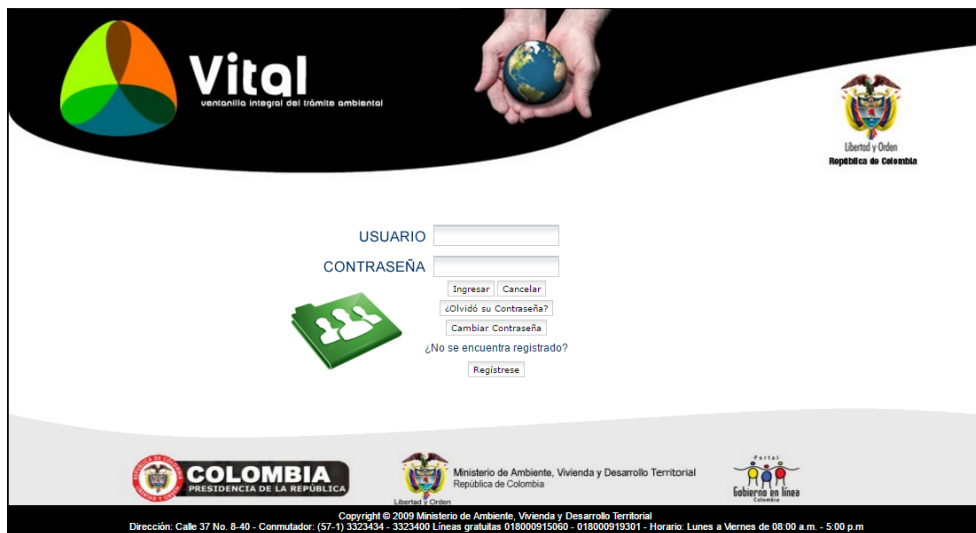 Vital
ventanilla integral del trámite ambiental
Libertad y Orden
República de Colombia
USUARIO
CONTRASEÑA
Ingresar Cancelar
¿Olvidó su Contraseña?
Cambiar Contraseña
¿No se encuentra registrado?
Regístrese
COLOMBIA
PRESIDENCIA DE LA REPÚBLICA
Libertad y Orden
Ministerio de Ambiente, Vivienda y Desarrollo Territorial
República de Colombia
Portal
Gobierno en línea
Colombia
Copyright © 2009 Ministerio de Ambiente, Vivienda y Desarrollo Territorial
Dirección: Calle 37 No. 8-40 - Conmutador: (57-1) 3323434 - 3323400 Líneas gratuitas 018000915060 - 018000919301 - Horario: Lunes a Viernes de 08:00 a.m. - 5:00 p.m